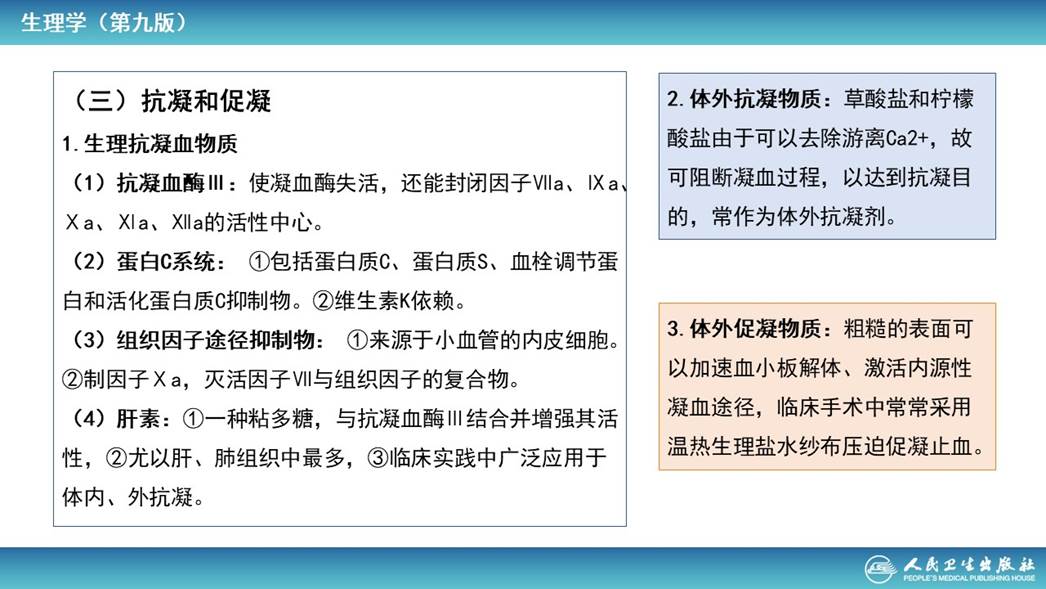 生理学（第九版）
（三）抗凝和促凝
1.生理抗凝血物质
（1）抗凝血酶Ⅲ：使凝血酶失活，还能封闭因子Ⅶa、Ⅸa、
Ⅹa、Ⅺa、Ⅻa的活性中心。
（2）蛋白C系统： ①包括蛋白质C、蛋白质S、血栓调节蛋
白和活化蛋白质C抑制物。②维生素K依赖。
（3）组织因子途径抑制物： ①来源于小血管的内皮细胞。
②制因子Ⅹa，灭活因子Ⅶ与组织因子的复合物。
（4）肝素：①一种粘多糖，与抗凝血酶Ⅲ结合并增强其活
性，②尤以肝、肺组织中最多，③临床实践中广泛应用于
体内、外抗凝。
2.体外抗凝物质：草酸盐和柠檬
酸盐由于可以去除游离Ca2+，故
可阻断凝血过程，以达到抗凝目
的，常作为体外抗凝剂。
3.体外促凝物质：粗糙的表面可
以加速血小板解体、激活内源性
凝血途径，临床手术中常常采用
温热生理盐水纱布压迫促凝止血。
人民卫生出版社
PEOPLE'S MEDICAL PUBLISHING HOUSE